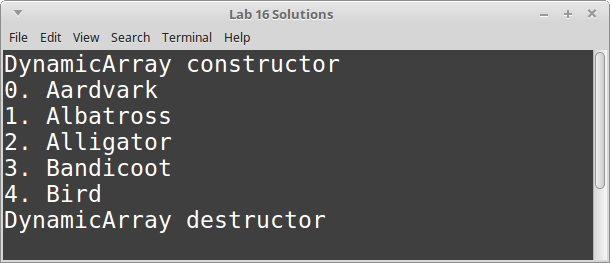 Lab 16 Solutions
File Edit View Search Terminal Help
DynamicArray constructor
0. Aardvark
1. Albatross
2. Alligator
3. Bandicoot
4. Bird
DynamicArray destructor